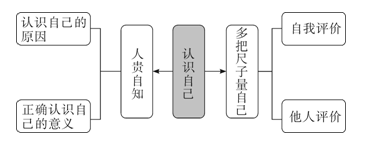 认识自己的
原因
正确认识自
己的意义
人贵自知
认识自己
多把尺子量自己
自我评价
他人评价